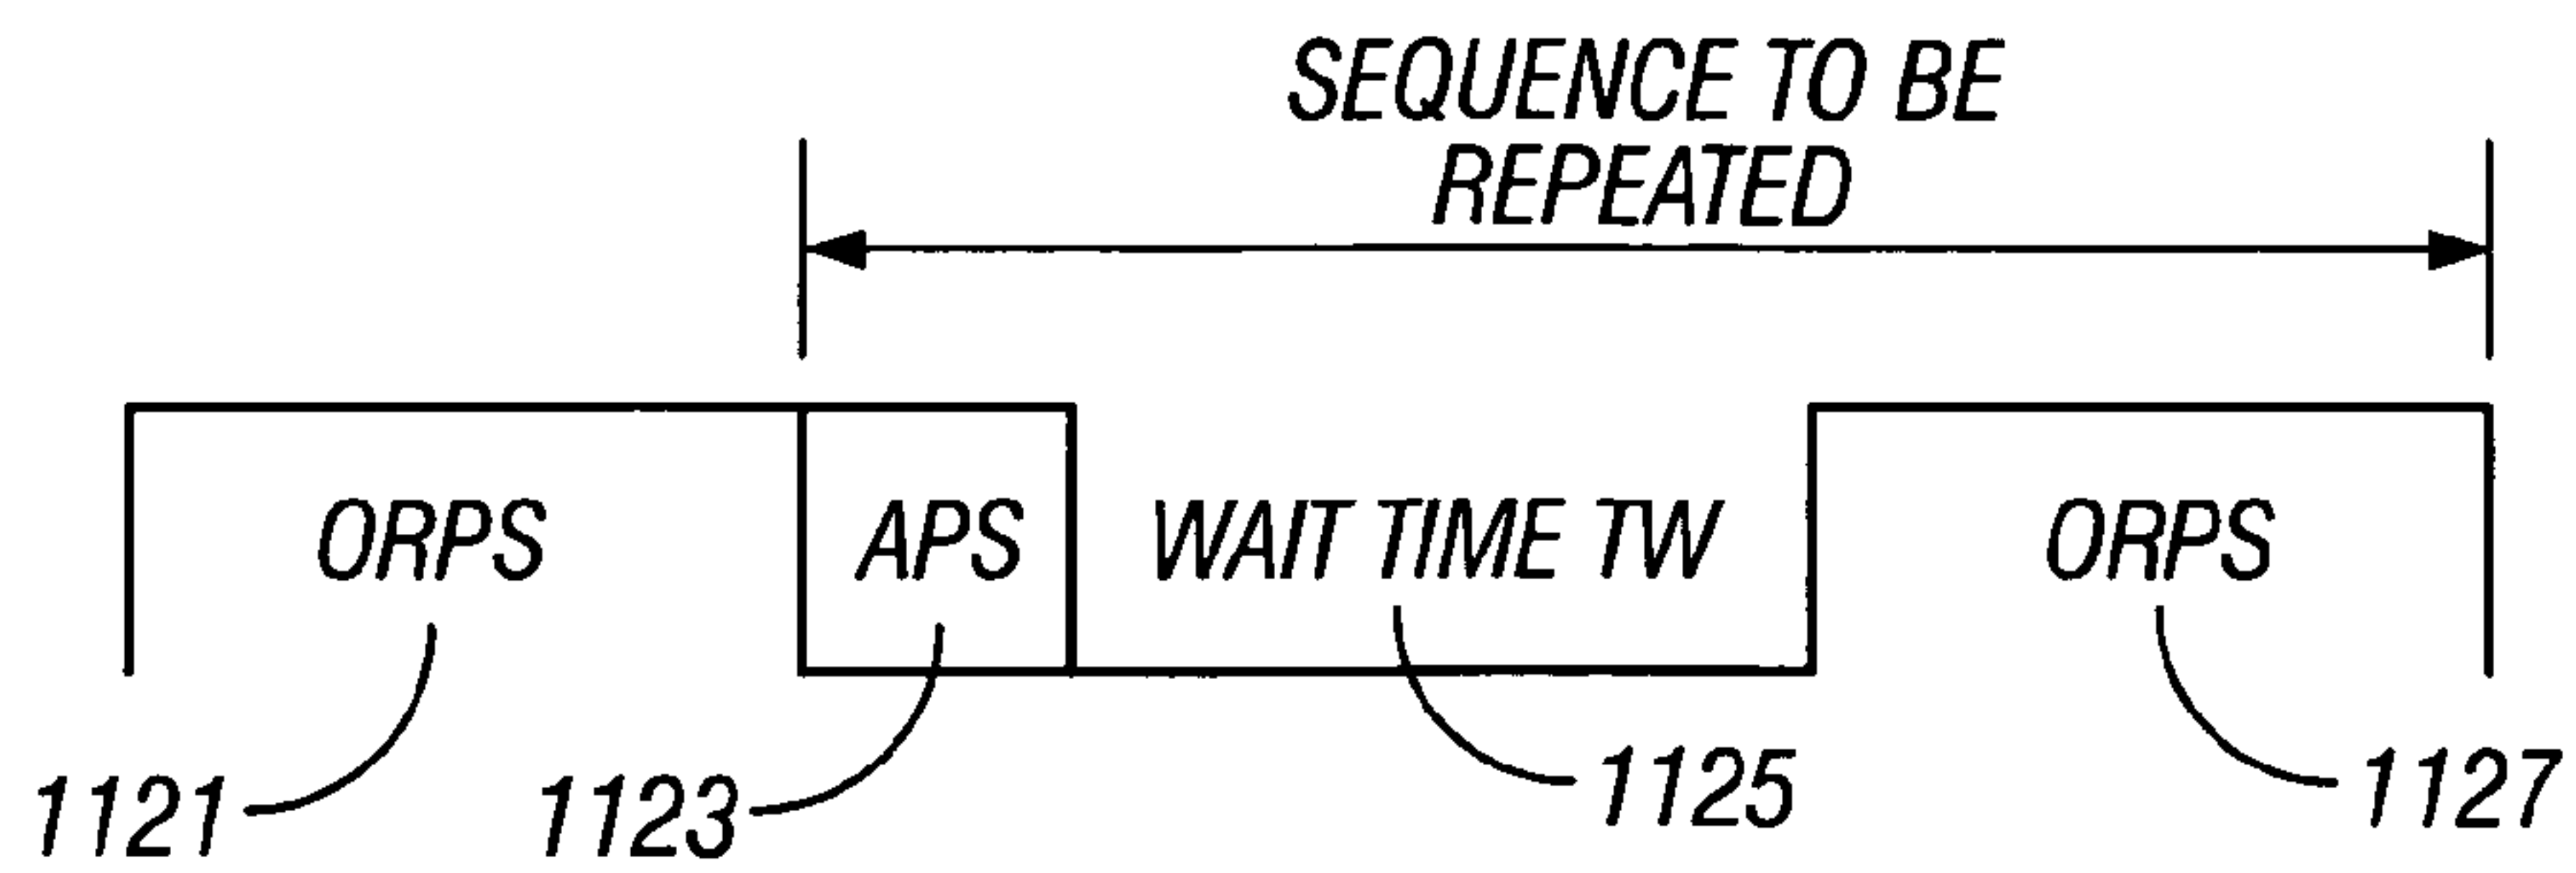 SEQUENCE TO BE
REPEATED
ORPS APS WAIT TIME TW ORPS
1121 1123 1125 1127